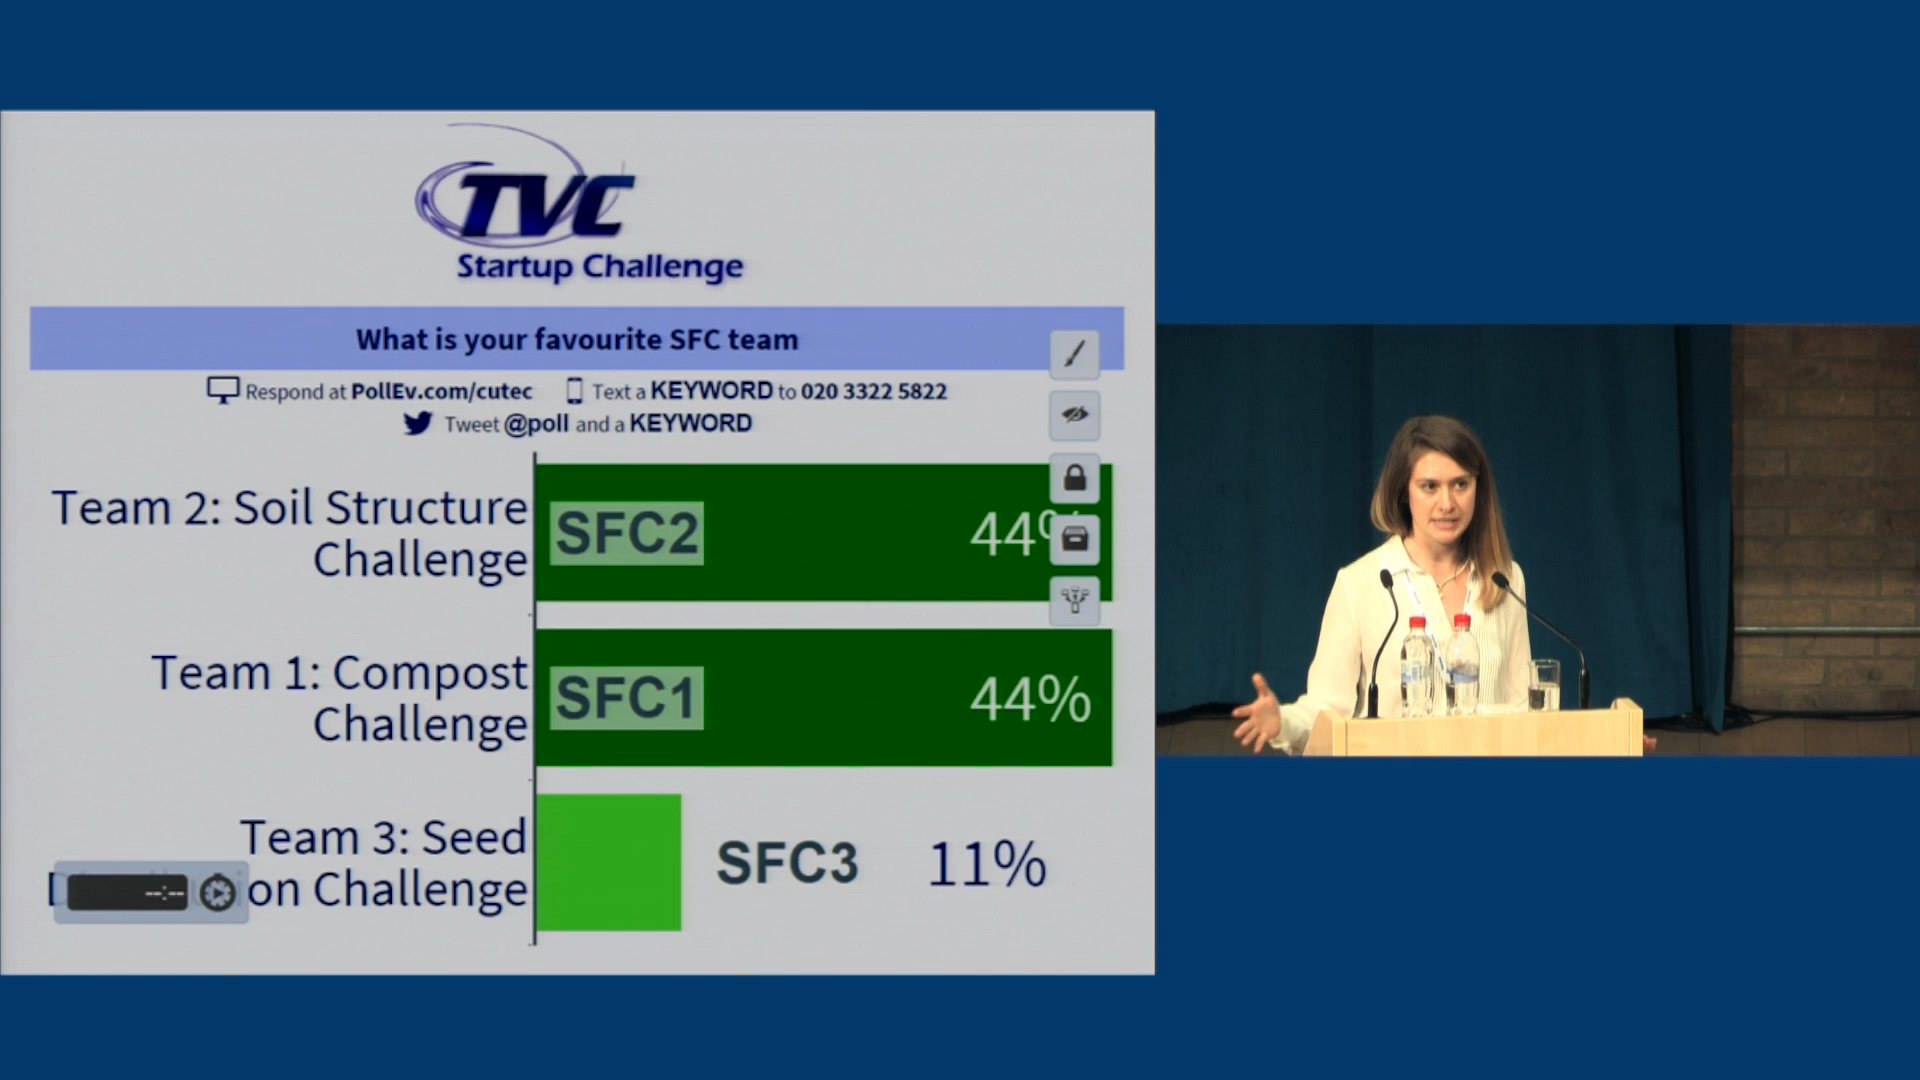 TVC
Startup Challenge
What is your favourite SFC team
Respond at PollEv.com/cutec Text a KEYWORD to 020 3322 5822
Tweet @poll and a KEYWORD
Team 2: Soil Structure
Challenge
SFC2
44%
Team 1: Compost
Challenge
SFC1
44%
Team 3: Seed
on Challenge
SFC3
11%
--:--